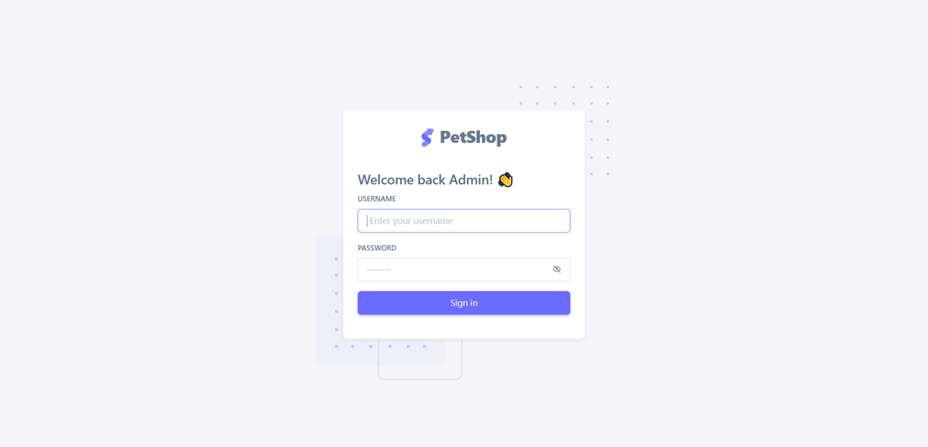 PetShop
Welcome back Admin! 👋
USERNAME
Enter your username
PASSWORD
Sign in